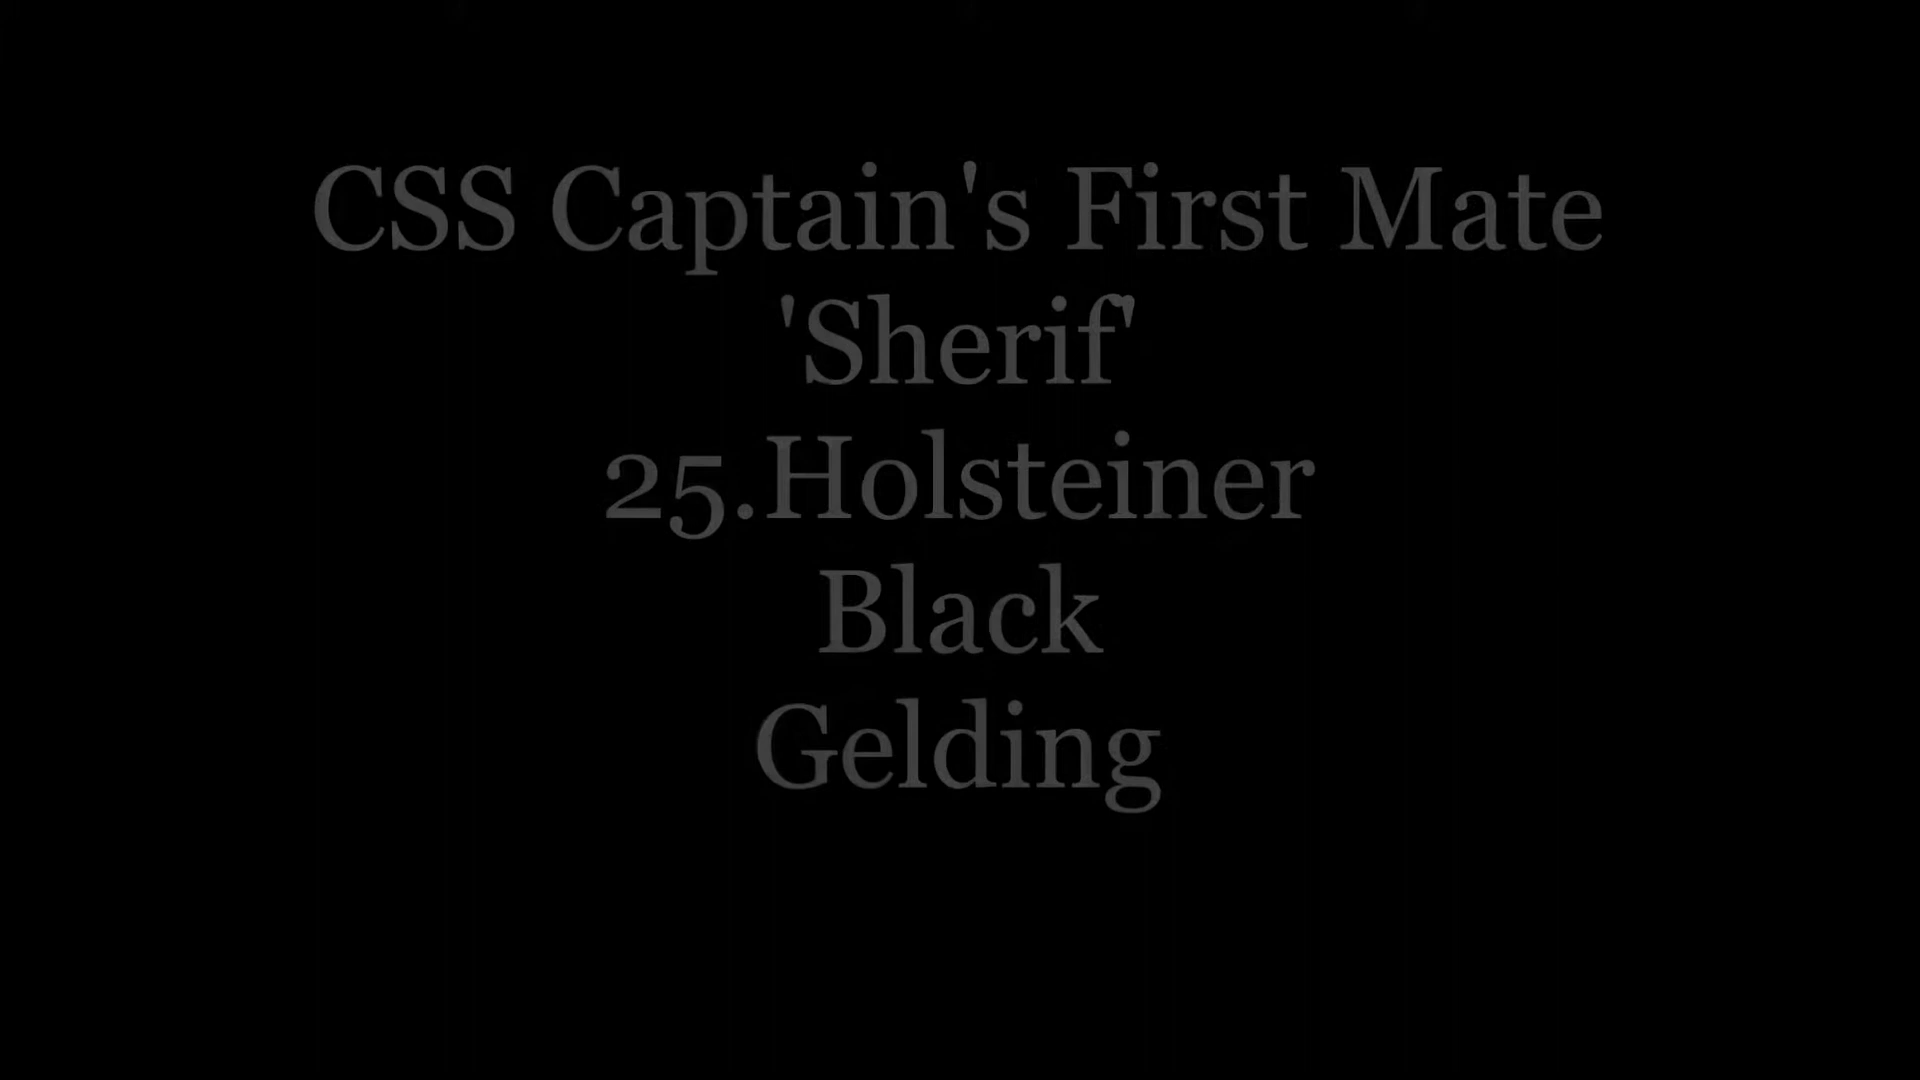 CSS Captain's First Mate
'Sherif'
25.Holsteiner
Black
Gelding